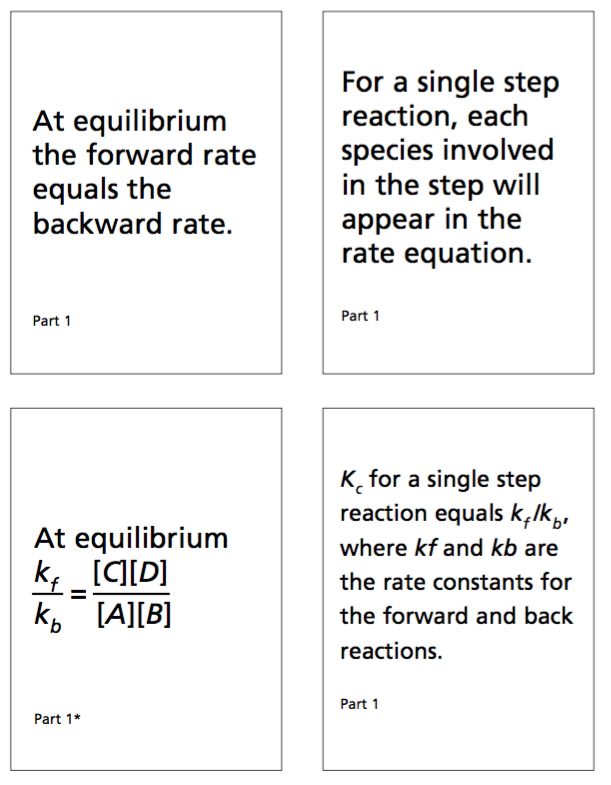 At equilibrium
the forward rate
equals the
backward rate.
Part 1
For a single step
reaction, each
species involved
in the step will
appear in the
rate equation.
Part 1
At equilibrium
k_f/k_b = [C][D]/[A][B]
Part 1*
K_c for a single step
reaction equals k_f/k_b,
where kf and kb are
the rate constants for
the forward and back
reactions.
Part 1